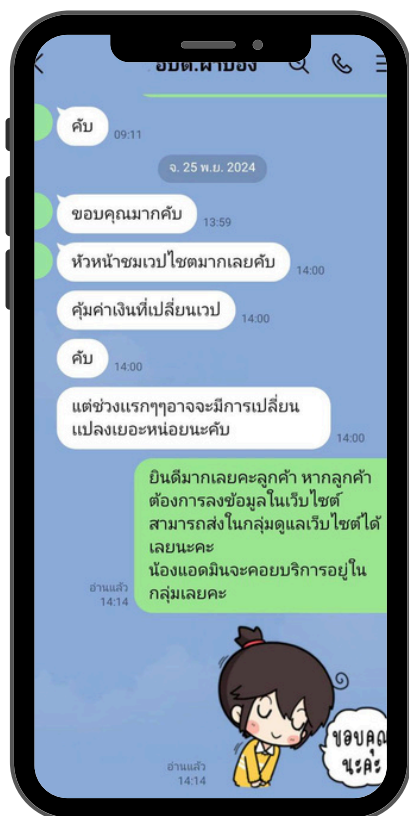 อบต.ผาบ่อง
คับ
09:11
จ. 25 พ.ย. 2024
ขอบคุณมากคับ
13:59
หัวหน้าชมเวปไซตมากเลยคับ
14:00
คุ้มค่าเงินที่เปลี่ยนเวป
14:00
คับ
14:00
แต่ช่วงแรกๆๆอาจจะมีการเปลี่ยน
แปลงเยอะหน่อยนะคับ
14:00
ยินดีมากเลยคะลูกค้า หากลูกค้า
ต้องการลงข้อมูลในเว็บไซต์
สามารถส่งในกลุ่มดูแลเว็บไซต์ได้
เลยนะคะ
น้องแอดมินจะคอยบริการอยู่ใน
กลุ่มเลยคะ
อ่านแล้ว
14:14
ขอบคุณ
นะคะ
อ่านแล้ว
14:14